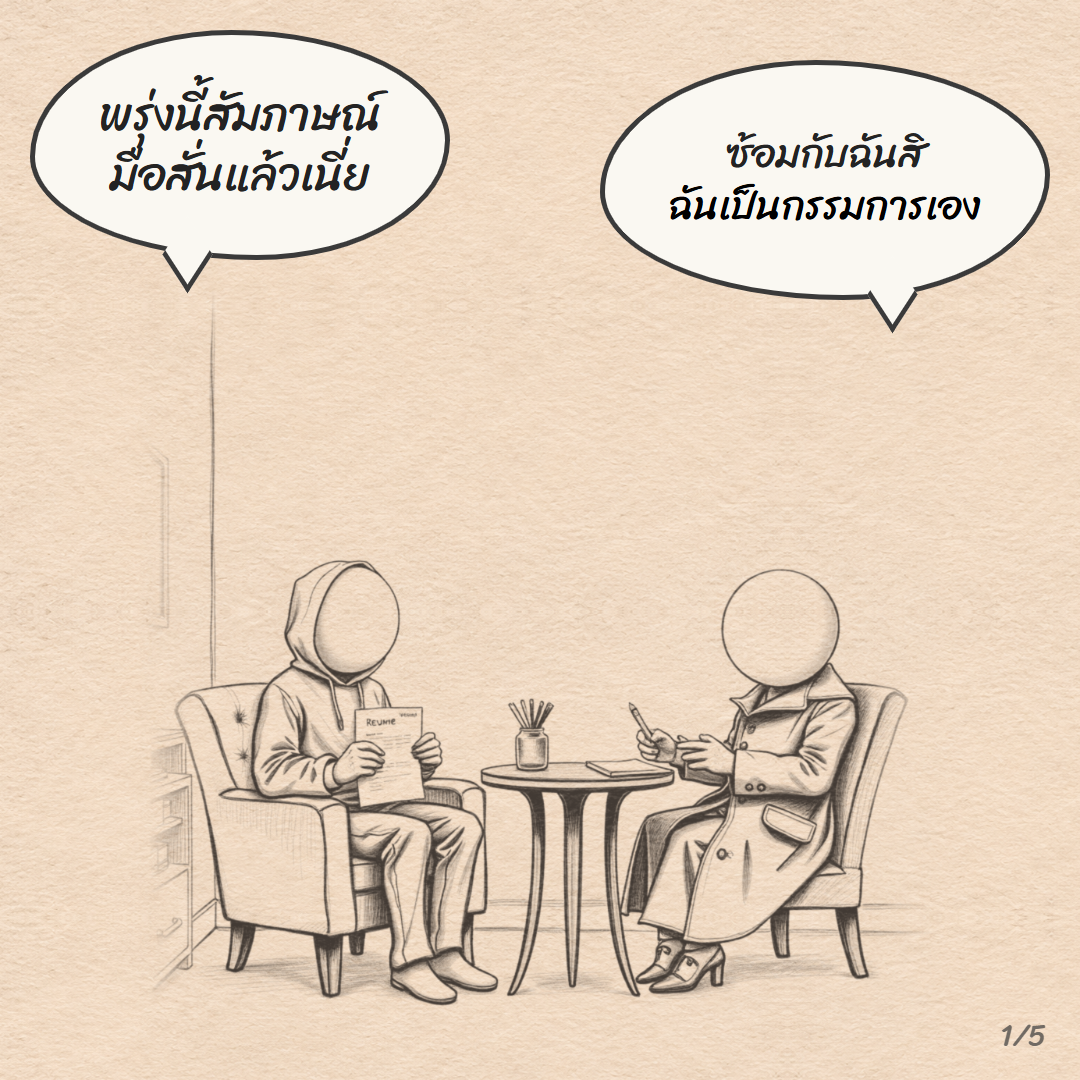 พรุ่งนี้สัมภาษณ์
มือสั่นแล้วเนี่ย
ซ้อมกับฉันสิ
ฉันเป็นกรรมการเอง
REUMIE
1/5